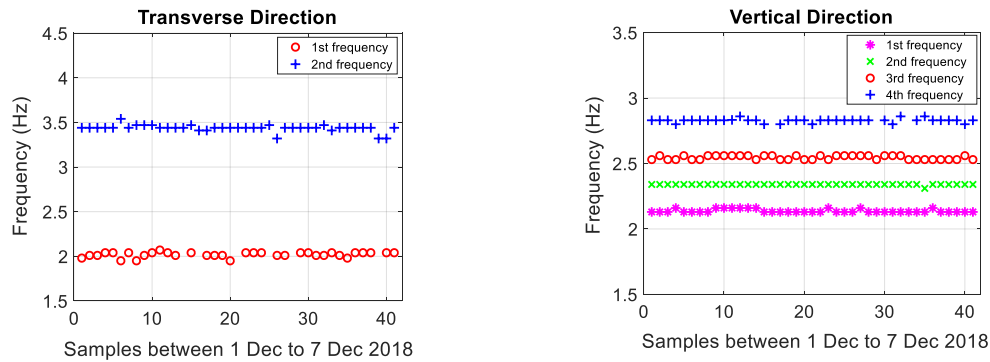 Transverse Direction
4.5
4
3.5
3
2.5
2
1.5
0
10
20
30
40
Frequency (Hz)
Samples between 1 Dec to 7 Dec 2018
1st frequency
2nd frequency
Vertical Direction
3.5
3
2.5
2
1.5
0
10
20
30
40
Frequency (Hz)
Samples between 1 Dec to 7 Dec 2018
1st frequency
2nd frequency
3rd frequency
4th frequency